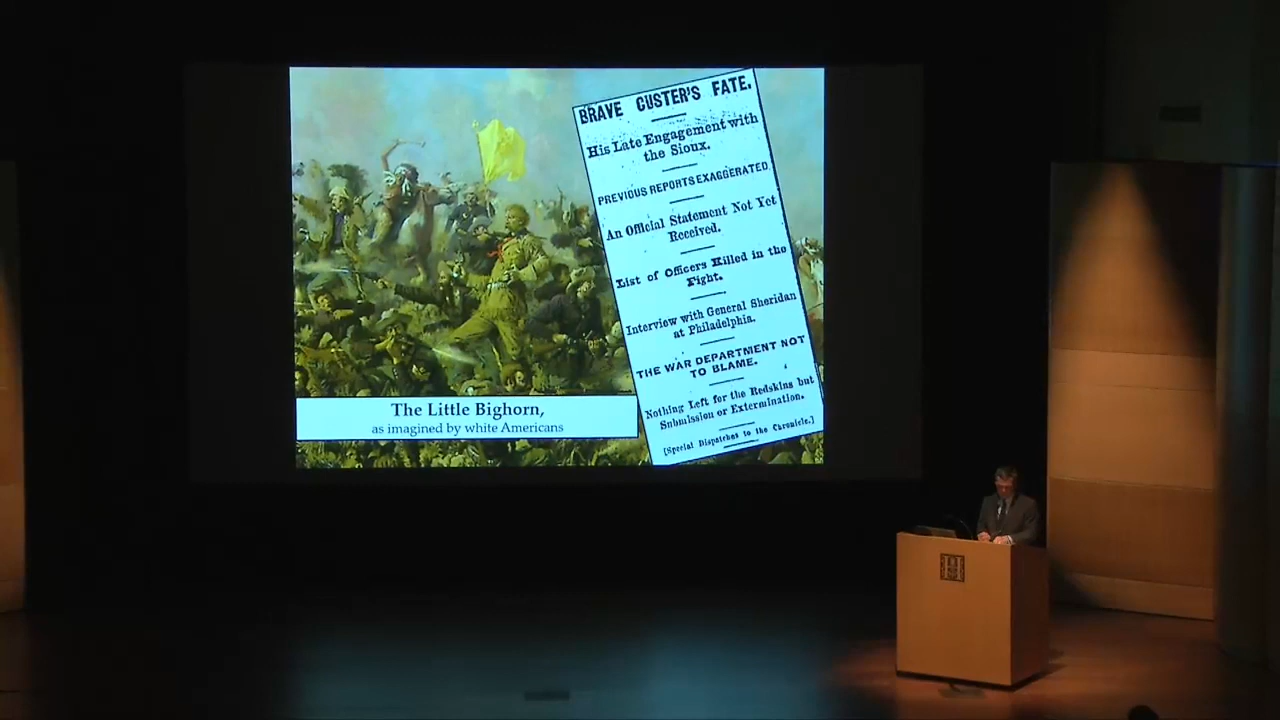 BRAVE CUSTER'S FATE.
His Late Engagement with
the Sioux.
PREVIOUS REPORTS EXAGGERATED.
An Official Statement Not Yet
Received.
List of Officers Killed in the
Fight.
Interview with General Sheridan
at Philadelphia.
THE WAR DEPARTMENT NOT
TO BLAME.
Nothing Left for the Redskins but
Submission or Extermination.
[Special Dispatches to the Chronicle.]
The Little Bighorn,
as imagined by white Americans